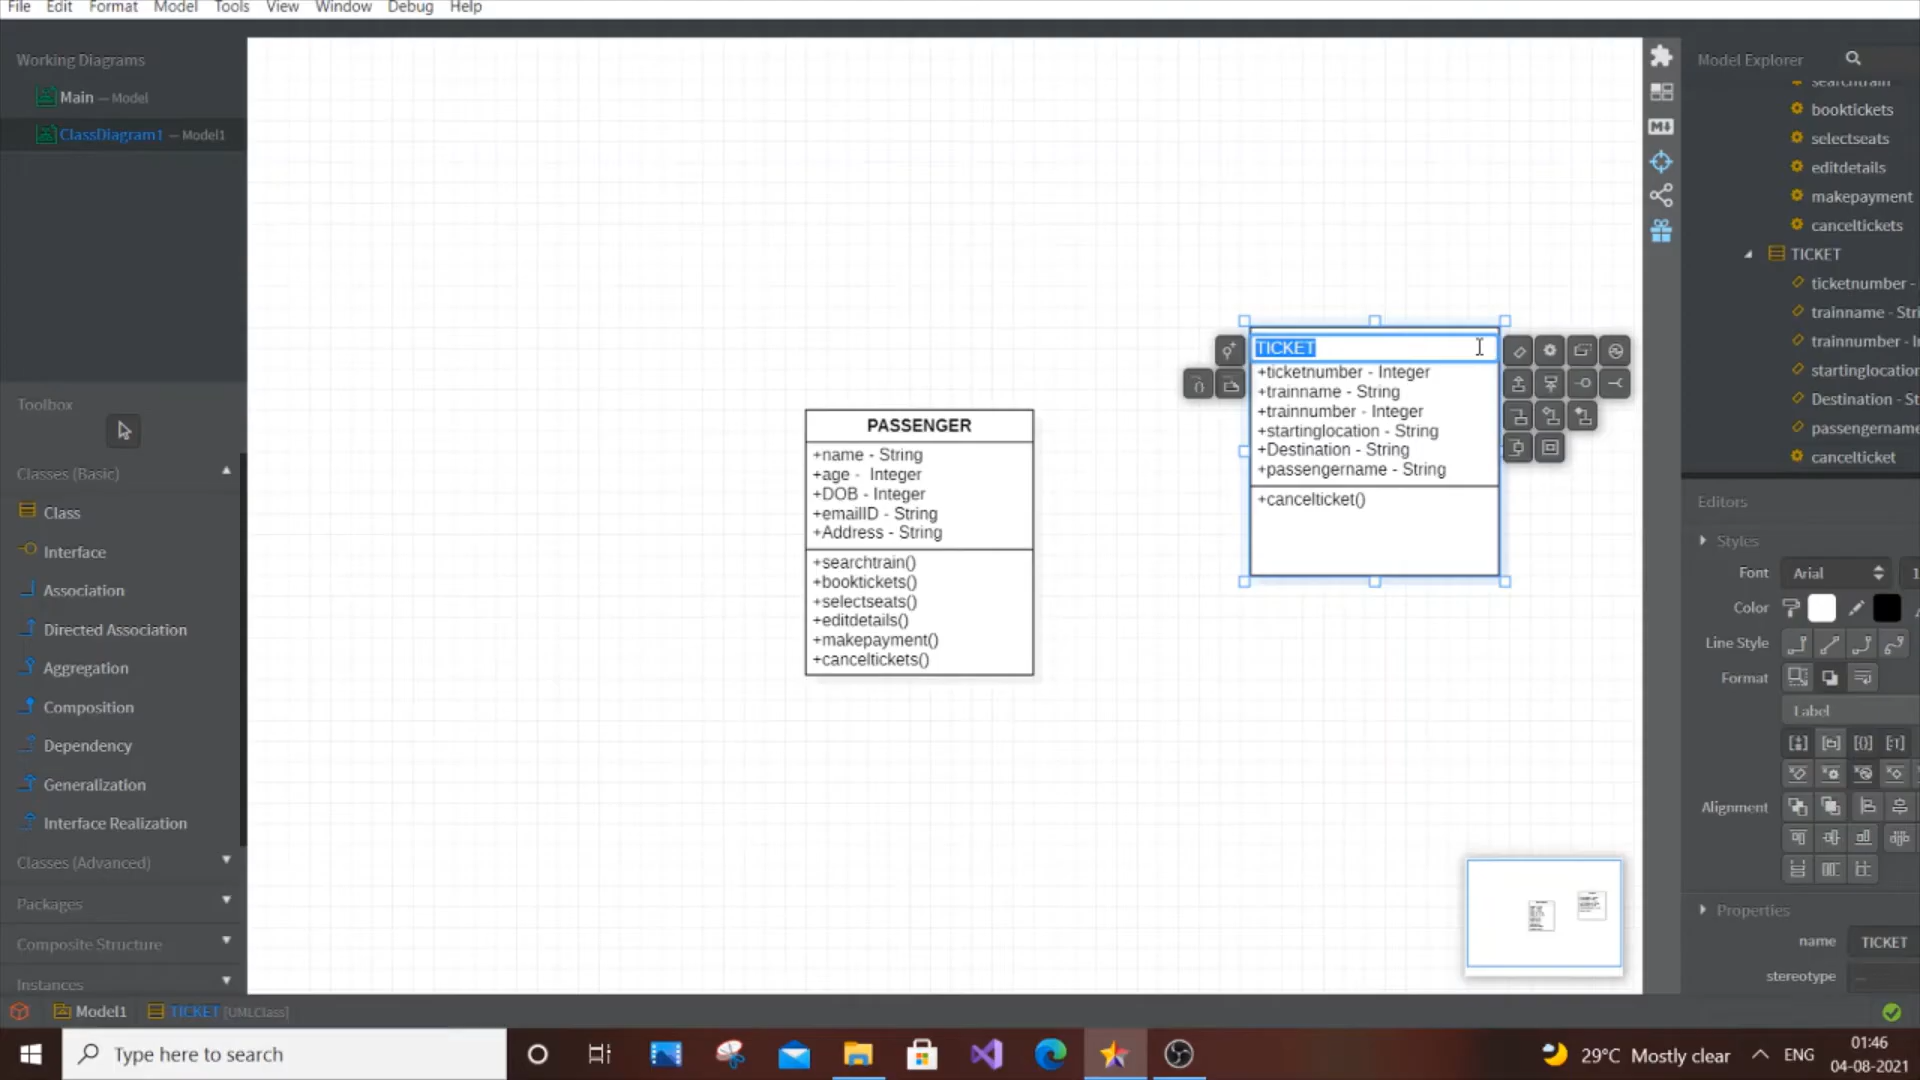 File Edit Format Model Tools View Window Debug Help
Working Diagrams
Main — Model
ClassDiagram1 — Model1
Toolbox
Classes (Basic)
Class
Interface
Association
Directed Association
Aggregation
Composition
Dependency
Generalization
Interface Realization
Classes (Advanced)
Packages
Composite Structure
Instances
PASSENGER
+name - String
+age -  Integer
+DOB - Integer
+emailID - String
+Address - String
+searchtrain()
+booktickets()
+selectseats()
+editdetails()
+makepayment()
+canceltickets()
TICKET
+ticketnumber - Integer
+trainname - String
+trainnumber - Integer
+startinglocation - String
+Destination - String
+passengername - String
+cancelticket()
Model Explorer
searchtrain
booktickets
selectseats
editdetails
makepayment
canceltickets
TICKET
ticketnumber -
trainname - Stri
trainnumber - I
startinglocation
Destination - St
passengername
cancelticket
Editors
Styles
Font Arial 1
Color
Line Style
Format
Label
Alignment
Properties
name TICKET
stereotype —
Model1 TICKET [UMLClass]
Type here to search
29°C Mostly clear ENG
01:46
04-08-2021